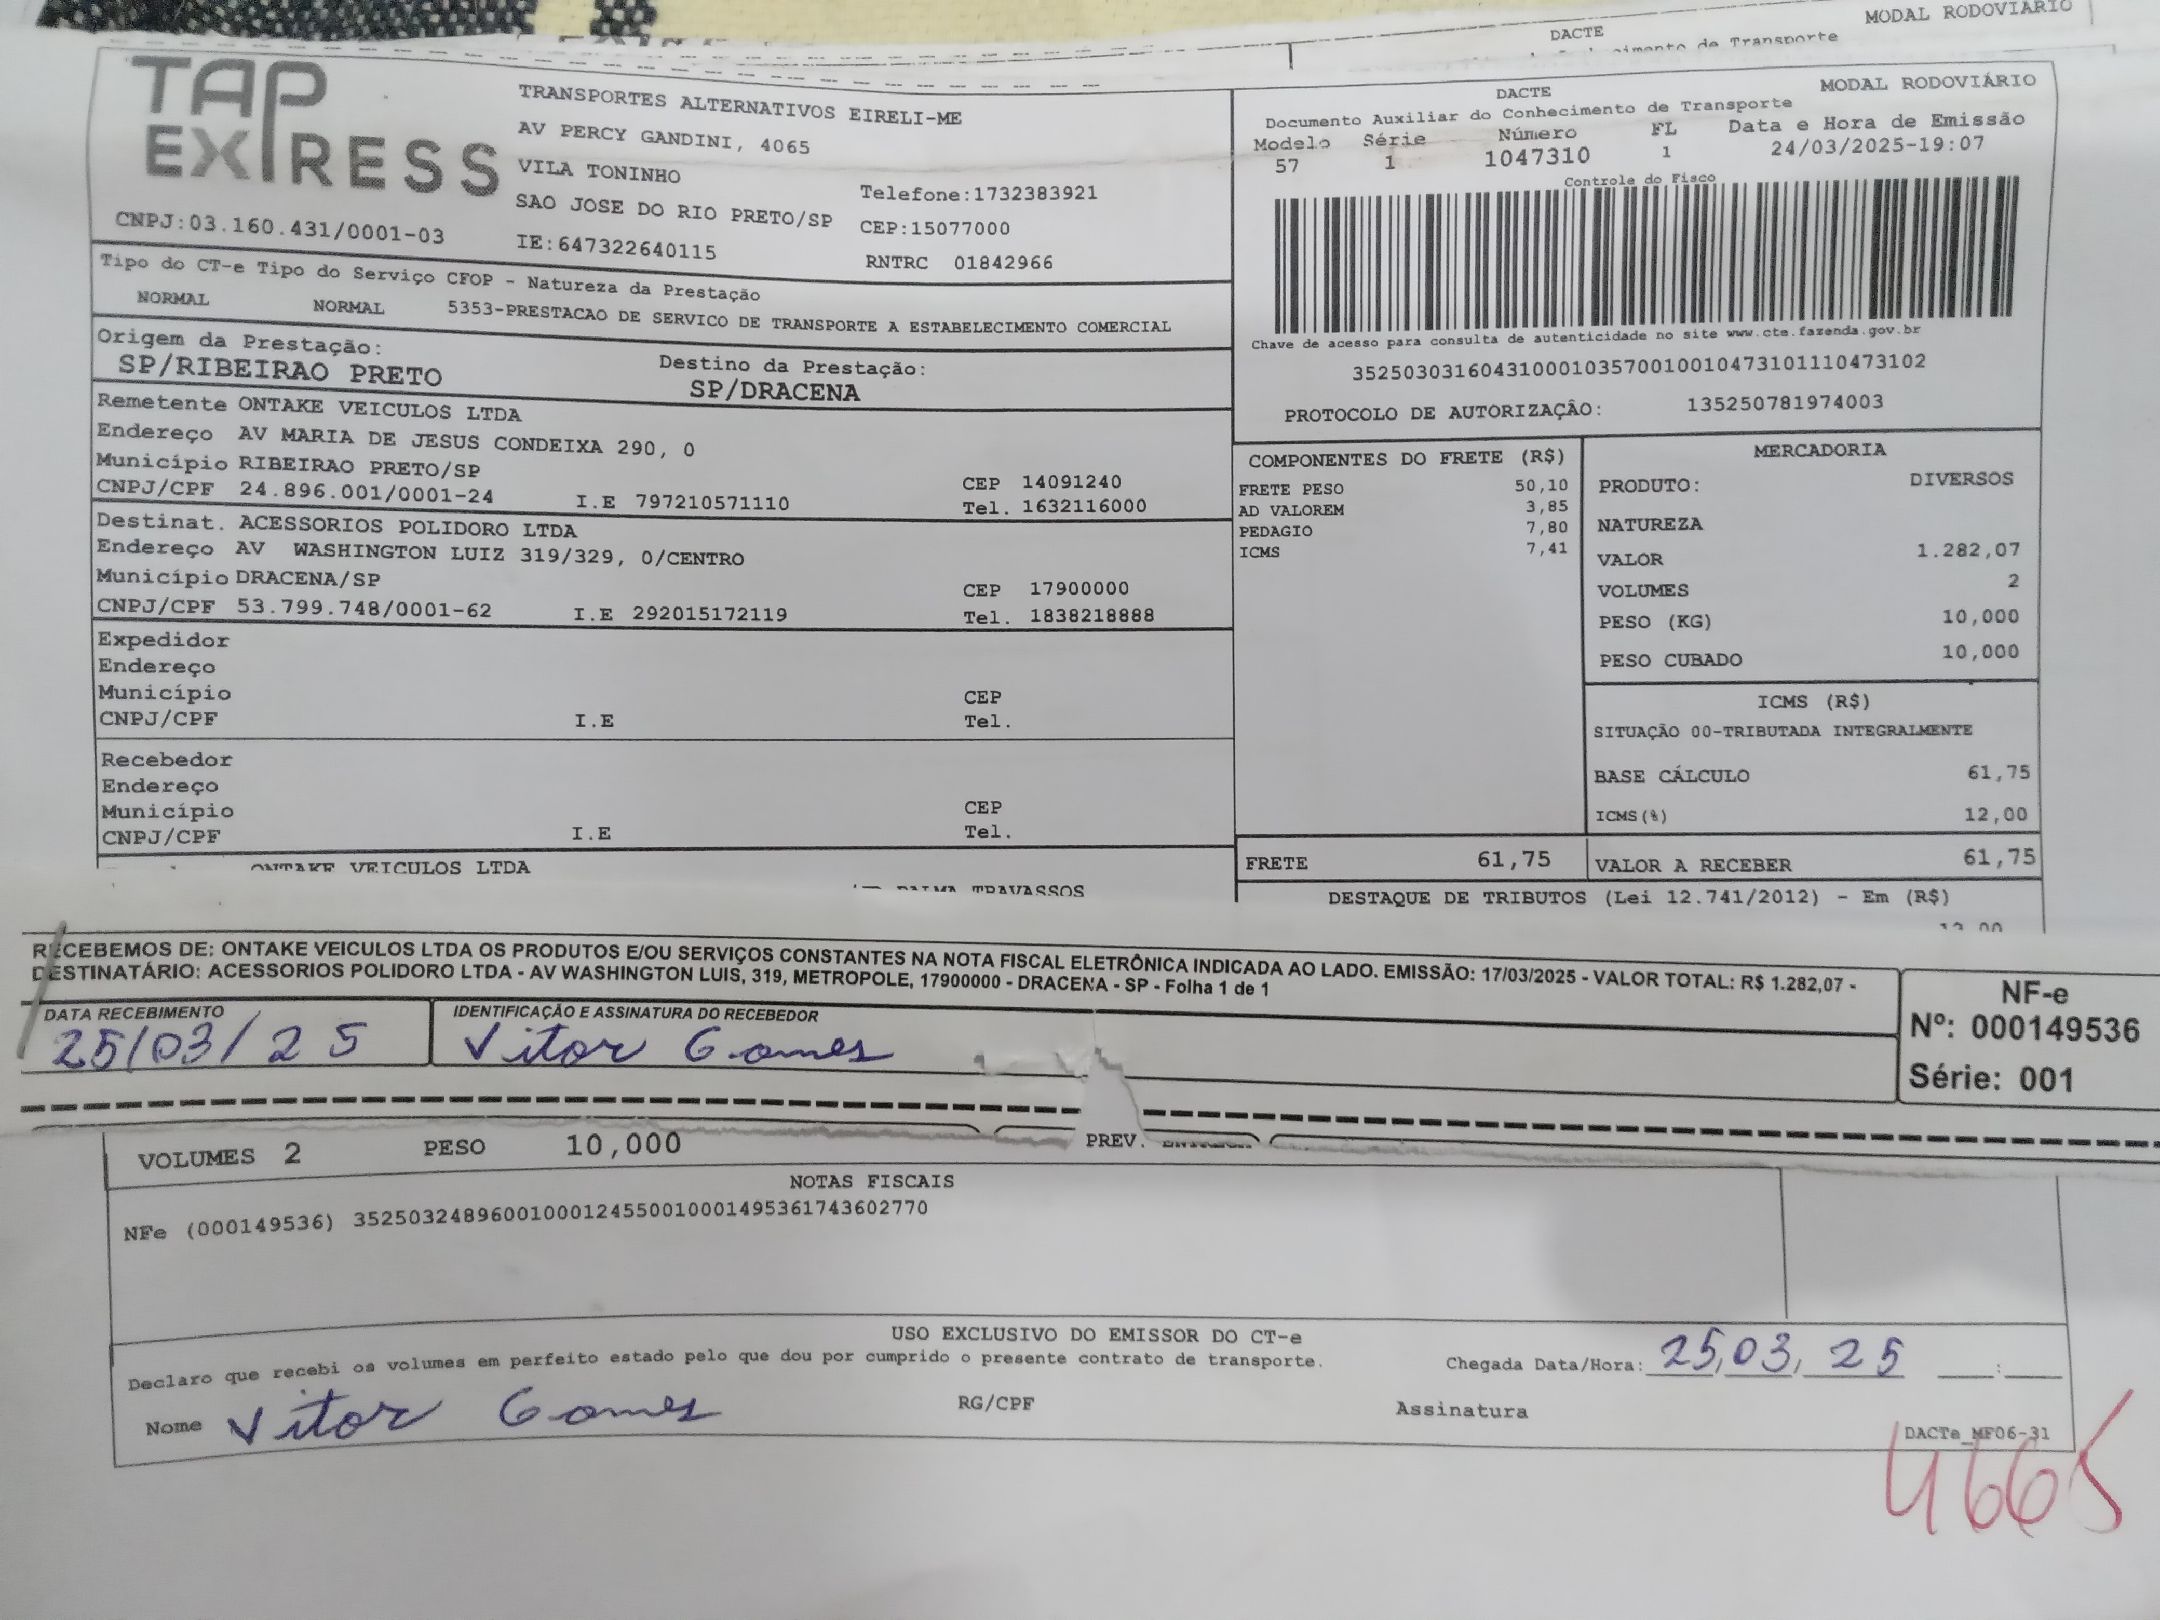 MODAL RODOVIÁRIO
DACTE
TAP
EXPRESS
CNPJ:03.160.431/0001-03
TRANSPORTES ALTERNATIVOS EIRELI-ME
AV PERCY GANDINI, 4065
VILA TONINHO
SAO JOSE DO RIO PRETO/SP
IE:647322640115
Telefone:1732383921
CEP:15077000
RNTRC 01842966
DACTE MODAL RODOVIÁRIO
Documento Auxiliar do Conhecimento de Transporte
Modelo Série Número FL Data e Hora de Emissão
57 1 1047310 1 24/03/2025-19:07
Controle do Fisco
Chave de acesso para consulta de autenticidade no site www.cte.fazenda.gov.br
35250303160431000103570010010473101110473102
PROTOCOLO DE AUTORIZAÇÃO: 135250781974003
Tipo do CT-e Tipo do Serviço CFOP - Natureza da Prestação
NORMAL NORMAL 5353-PRESTACAO DE SERVICO DE TRANSPORTE A ESTABELECIMENTO COMERCIAL
Origem da Prestação: Destino da Prestação:
SP/RIBEIRAO PRETO SP/DRACENA
Remetente ONTAKE VEICULOS LTDA
Endereço AV MARIA DE JESUS CONDEIXA 290, 0
Município RIBEIRAO PRETO/SP CEP 14091240
CNPJ/CPF 24.896.001/0001-24 I.E 797210571110 Tel. 1632116000
Destinat. ACESSORIOS POLIDORO LTDA
Endereço AV WASHINGTON LUIZ 319/329, 0/CENTRO
Município DRACENA/SP CEP 17900000
CNPJ/CPF 53.799.748/0001-62 I.E 292015172119 Tel. 1838218888
Expedidor
Endereço
Município CEP
CNPJ/CPF I.E Tel.
Recebedor
Endereço
Município CEP
CNPJ/CPF I.E Tel.
ONTAKE VEICULOS LTDA
TRAVASSOS
COMPONENTES DO FRETE (R$)
FRETE PESO 50,10
AD VALOREM 3,85
PEDAGIO 7,80
ICMS 7,41
MERCADORIA
PRODUTO: DIVERSOS
NATUREZA
VALOR 1.282,07
VOLUMES 2
PESO (KG) 10,000
PESO CUBADO 10,000
ICMS (R$)
SITUAÇÃO 00-TRIBUTADA INTEGRALMENTE
BASE CÁLCULO 61,75
ICMS(%) 12,00
FRETE 61,75 VALOR A RECEBER 61,75
DESTAQUE DE TRIBUTOS (Lei 12.741/2012) - Em (R$)
RECEBEMOS DE: ONTAKE VEICULOS LTDA OS PRODUTOS E/OU SERVIÇOS CONSTANTES NA NOTA FISCAL ELETRÔNICA INDICADA AO LADO. EMISSÃO: 17/03/2025 - VALOR TOTAL: R$ 1.282,07 -
DESTINATÁRIO: ACESSORIOS POLIDORO LTDA - AV WASHINGTON LUIS, 319, METROPOLE, 17900000 - DRACENA - SP - Folha 1 de 1
DATA RECEBIMENTO IDENTIFICAÇÃO E ASSINATURA DO RECEBEDOR
25/03/25 Vitor Gomes
NF-e
Nº: 000149536
Série: 001
VOLUMES 2 PESO 10,000 PREV.
NOTAS FISCAIS
NFe (000149536) 35250324896001000124550010001495361743602770
USO EXCLUSIVO DO EMISSOR DO CT-e
Declaro que recebi os volumes em perfeito estado pelo que dou por cumprido o presente contrato de transporte. Chegada Data/Hora: 25,03,25 :
Nome Vitor Gomes RG/CPF Assinatura
DACTe_MF06-31
4665